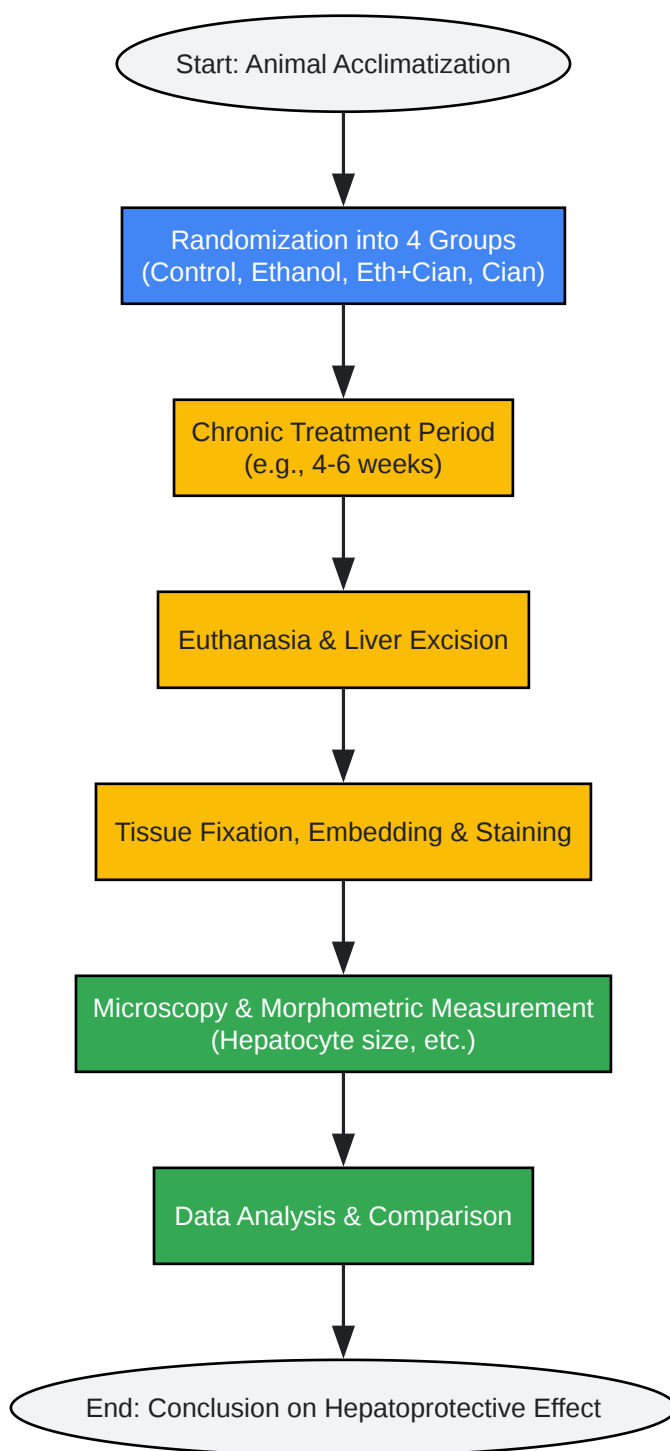 Start: Animal Acclimatization
Randomization into 4 Groups
(Control, Ethanol, Eth+Cian, Cian)
Chronic Treatment Period
(e.g., 4-6 weeks)
Euthanasia & Liver Excision
Tissue Fixation, Embedding & Staining
Microscopy & Morphometric Measurement
(Hepatocyte size, etc.)
Data Analysis & Comparison
End: Conclusion on Hepatoprotective Effect